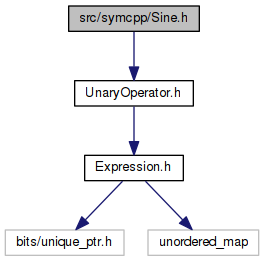 src/symcpp/Sine.h
UnaryOperator.h
Expression.h
bits/unique_ptr.h
unordered_map